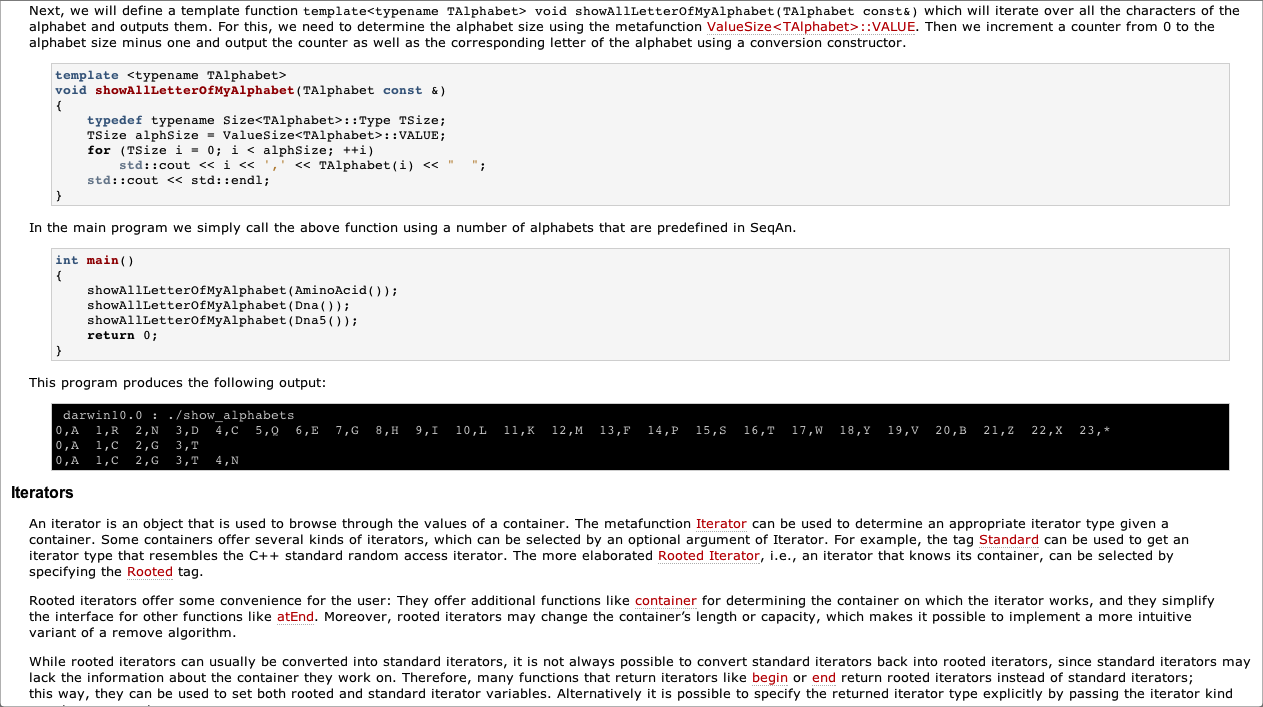 Next, we will define a template function template<typename TAlphabet> void showAllLetterOfMyAlphabet(TAlphabet const&) which will iterate over all the characters of the
alphabet and outputs them. For this, we need to determine the alphabet size using the metafunction ValueSize<TAlphabet>::VALUE. Then we increment a counter from 0 to the
alphabet size minus one and output the counter as well as the corresponding letter of the alphabet using a conversion constructor.
template <typename TAlphabet>
void showAllLetterOfMyAlphabet(TAlphabet const &)
{
    typedef typename Size<TAlphabet>::Type TSize;
    TSize alphSize = ValueSize<TAlphabet>::VALUE;
    for (TSize i = 0; i < alphSize; ++i)
        std::cout << i << ',' << TAlphabet(i) << "  ";
    std::cout << std::endl;
}
In the main program we simply call the above function using a number of alphabets that are predefined in SeqAn.
int main()
{
    showAllLetterOfMyAlphabet(AminoAcid());
    showAllLetterOfMyAlphabet(Dna());
    showAllLetterOfMyAlphabet(Dna5());
    return 0;
}
This program produces the following output:
darwin10.0 : ./show_alphabets
0,A  1,R  2,N  3,D  4,C  5,Q  6,E  7,G  8,H  9,I  10,L  11,K  12,M  13,F  14,P  15,S  16,T  17,W  18,Y  19,V  20,B  21,Z  22,X  23,*
0,A  1,C  2,G  3,T
0,A  1,C  2,G  3,T  4,N
Iterators
An iterator is an object that is used to browse through the values of a container. The metafunction Iterator can be used to determine an appropriate iterator type given a
container. Some containers offer several kinds of iterators, which can be selected by an optional argument of Iterator. For example, the tag Standard can be used to get an
iterator type that resembles the C++ standard random access iterator. The more elaborated Rooted Iterator, i.e., an iterator that knows its container, can be selected by
specifying the Rooted tag.
Rooted iterators offer some convenience for the user: They offer additional functions like container for determining the container on which the iterator works, and they simplify
the interface for other functions like atEnd. Moreover, rooted iterators may change the container’s length or capacity, which makes it possible to implement a more intuitive
variant of a remove algorithm.
While rooted iterators can usually be converted into standard iterators, it is not always possible to convert standard iterators back into rooted iterators, since standard iterators may
lack the information about the container they work on. Therefore, many functions that return iterators like begin or end return rooted iterators instead of standard iterators;
this way, they can be used to set both rooted and standard iterator variables. Alternatively it is possible to specify the returned iterator type explicitly by passing the iterator kind